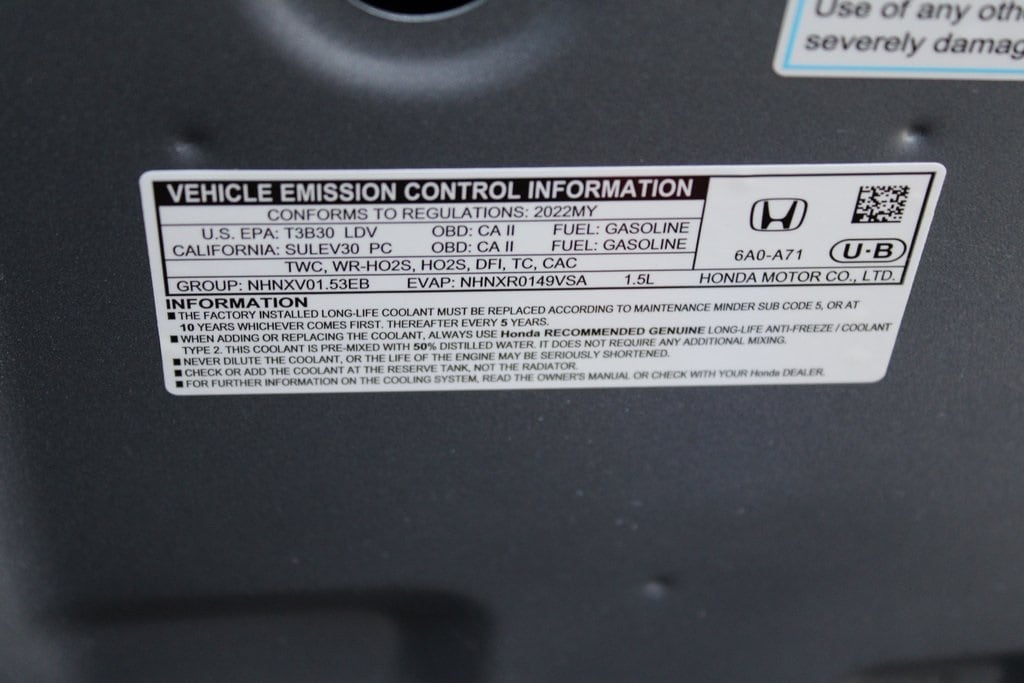 Use of any
severely
VEHICLE EMISSION CONTROL INFORMATION
CONFORMS TO REGULATIONS: 2022MY
U.S. EPA: T3B30 LDV OBD: CA II FUEL: GASOLINE
CALIFORNIA: SULEV30 PC OBD: CA II FUEL: GASOLINE
TWC, WR-HO2S, HO2S, DFI, TC, CAC
6A0-A71 U·B
GROUP: NHNXV01.53EB EVAP: NHNXR0149VSA 1.5L HONDA MOTOR CO., LTD.
INFORMATION
■ THE FACTORY INSTALLED LONG-LIFE COOLANT MUST BE REPLACED ACCORDING TO MAINTENANCE MINDER SUB CODE 5, OR AT
10 YEARS WHICHEVER COMES FIRST. THEREAFTER EVERY 5 YEARS.
■ WHEN ADDING OR REPLACING THE COOLANT, ALWAYS USE Honda RECOMMENDED GENUINE LONG-LIFE ANTI-FREEZE / COOLANT
TYPE 2. THIS COOLANT IS PRE-MIXED WITH 50% DISTILLED WATER. IT DOES NOT REQUIRE ANY ADDITIONAL MIXING.
■ NEVER DILUTE THE COOLANT, OR THE LIFE OF THE ENGINE MAY BE SERIOUSLY SHORTENED.
■ CHECK OR ADD THE COOLANT AT THE RESERVE TANK, NOT THE RADIATOR.
■ FOR FURTHER INFORMATION ON THE COOLING SYSTEM, READ THE OWNER'S MANUAL OR CHECK WITH YOUR Honda DEALER.